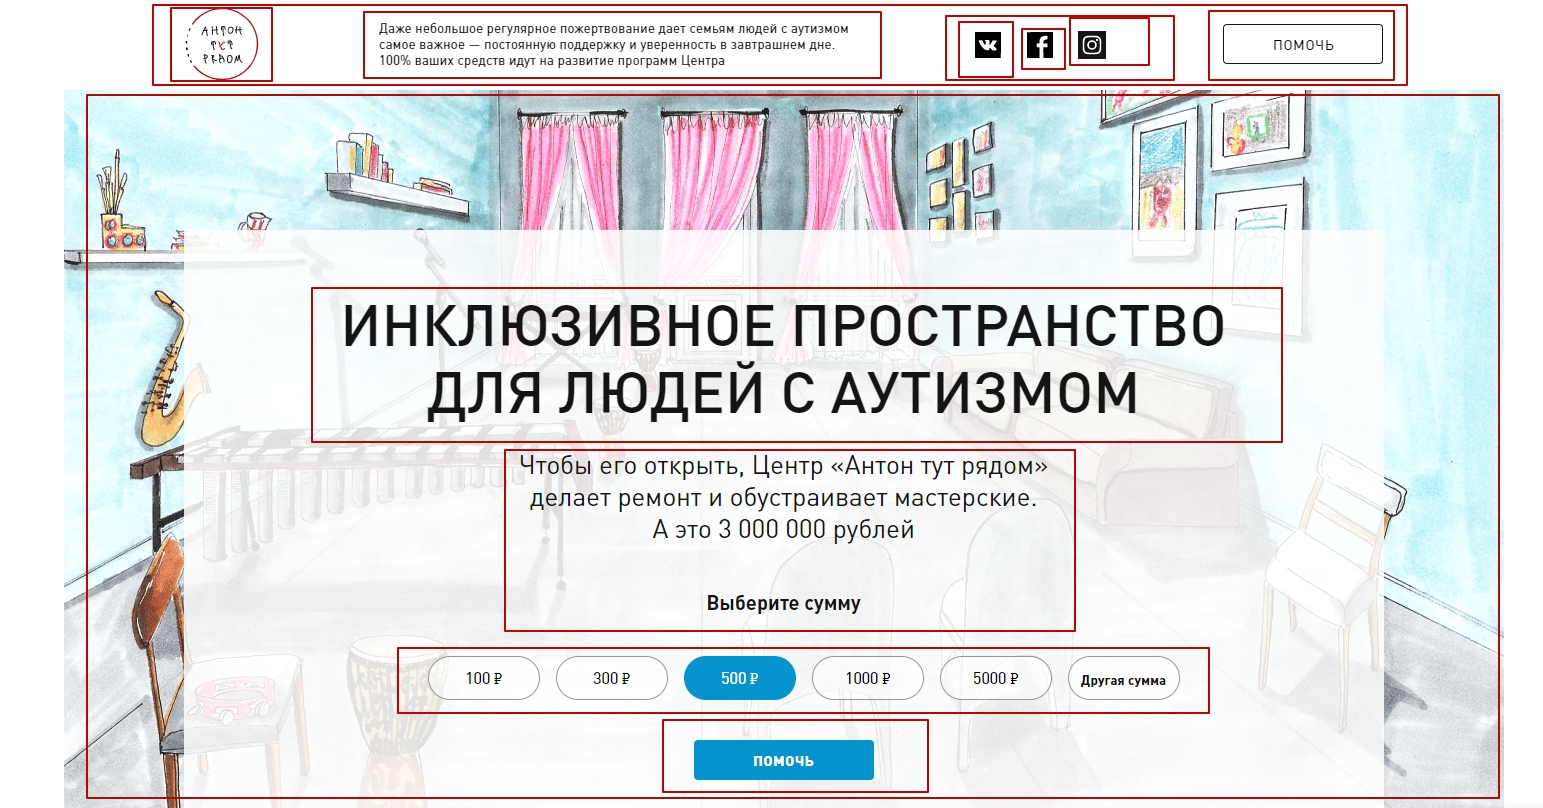 АНТОН
ТУТ
РЯДОМ
Даже небольшое регулярное пожертвование дает семьям людей с аутизмом
самое важное — постоянную поддержку и уверенность в завтрашнем дне.
100% ваших средств идут на развитие программ Центра
ПОМОЧЬ
ИНКЛЮЗИВНОЕ ПРОСТРАНСТВО
ДЛЯ ЛЮДЕЙ С АУТИЗМОМ
Чтобы его открыть, Центр «Антон тут рядом»
делает ремонт и обустраивает мастерские.
А это 3 000 000 рублей
Выберите сумму
100 ₽ 300 ₽ 500 ₽ 1000 ₽ 5000 ₽ Другая сумма
помочь